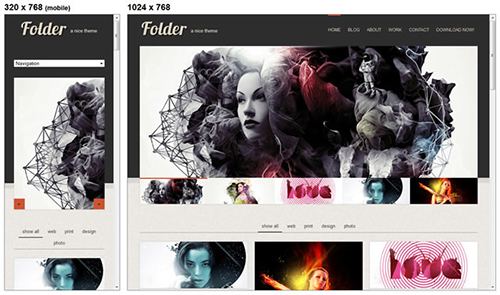 320 x 768 (mobile)
Folder a nice theme
Navigation
show all web print design
photo
1024 x 768
Folder a nice theme
HOME BLOG ABOUT WORK CONTACT DOWNLOAD NOW!
love
show all web print design photo
love